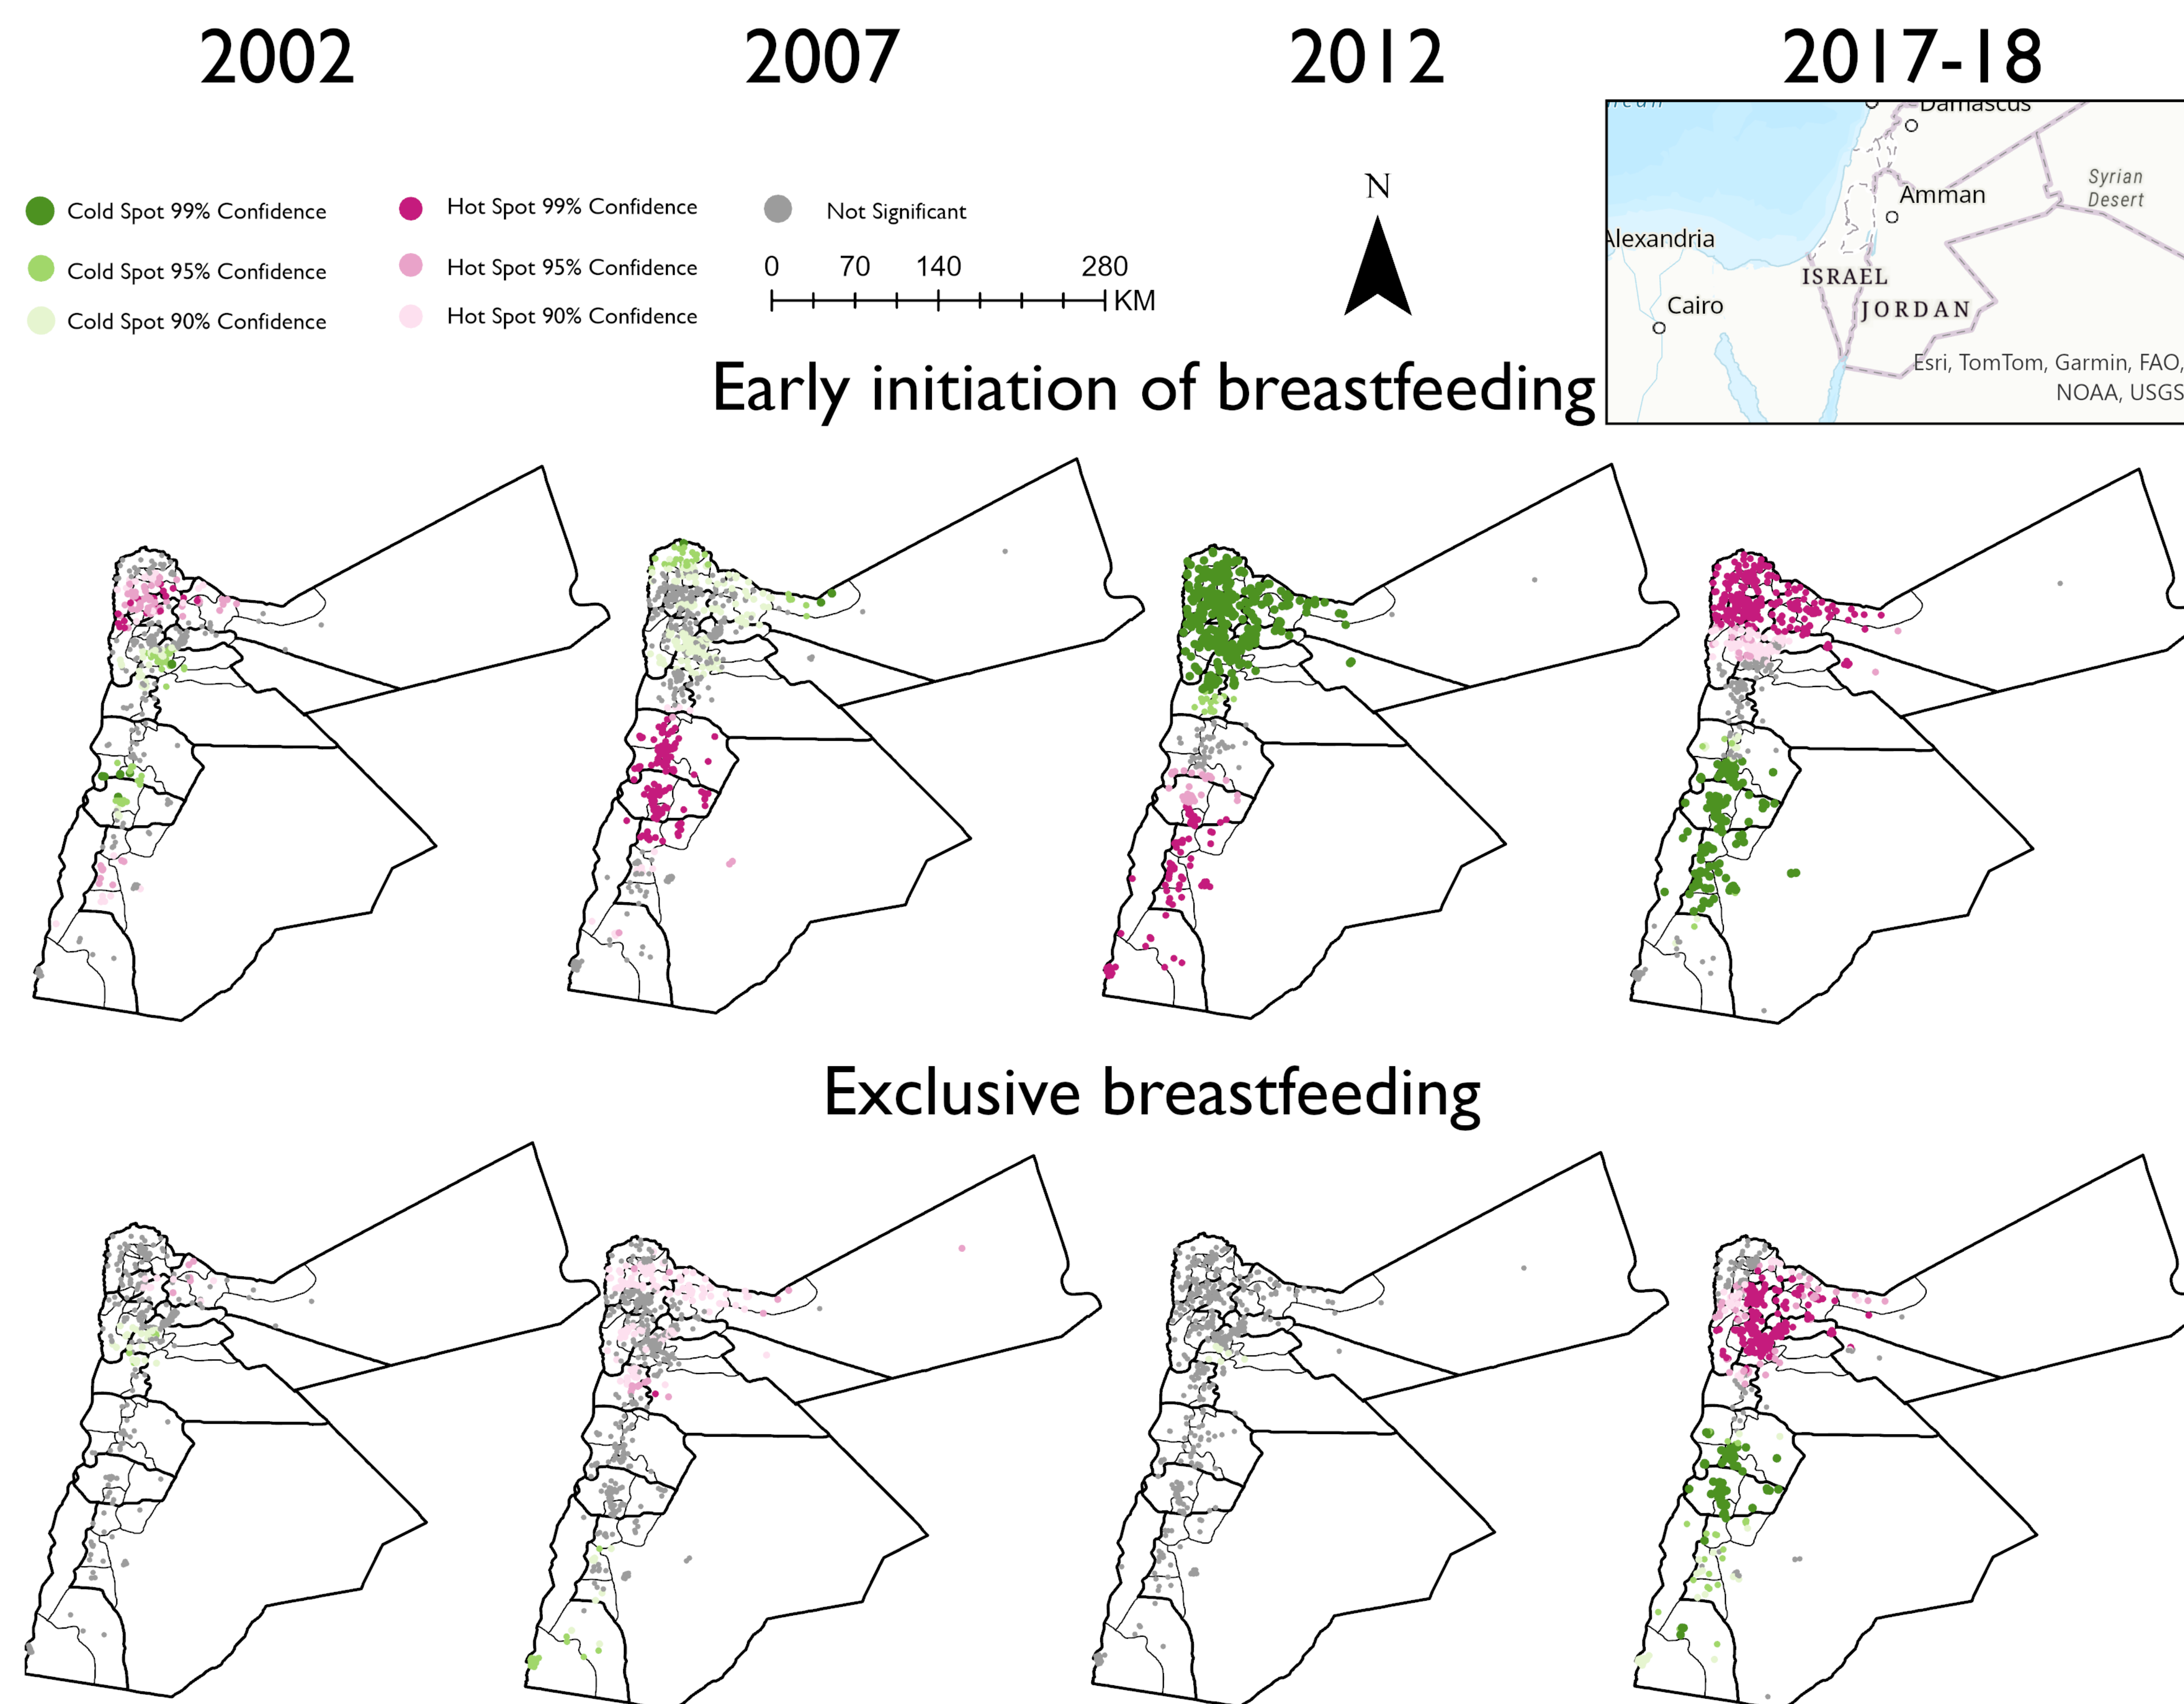 2002
2007
2012
2017-18
Cold Spot 99% Confidence
Hot Spot 99% Confidence
Not Significant
Cold Spot 95% Confidence
Hot Spot 95% Confidence
Cold Spot 90% Confidence
Hot Spot 90% Confidence
0 70 140 280
KM
N
Damascus
Syrian
Desert
Amman
Alexandria
ISRAEL
Cairo
JORDAN
Esri, TomTom, Garmin, FAO,
NOAA, USGS
Early initiation of breastfeeding
Exclusive breastfeeding